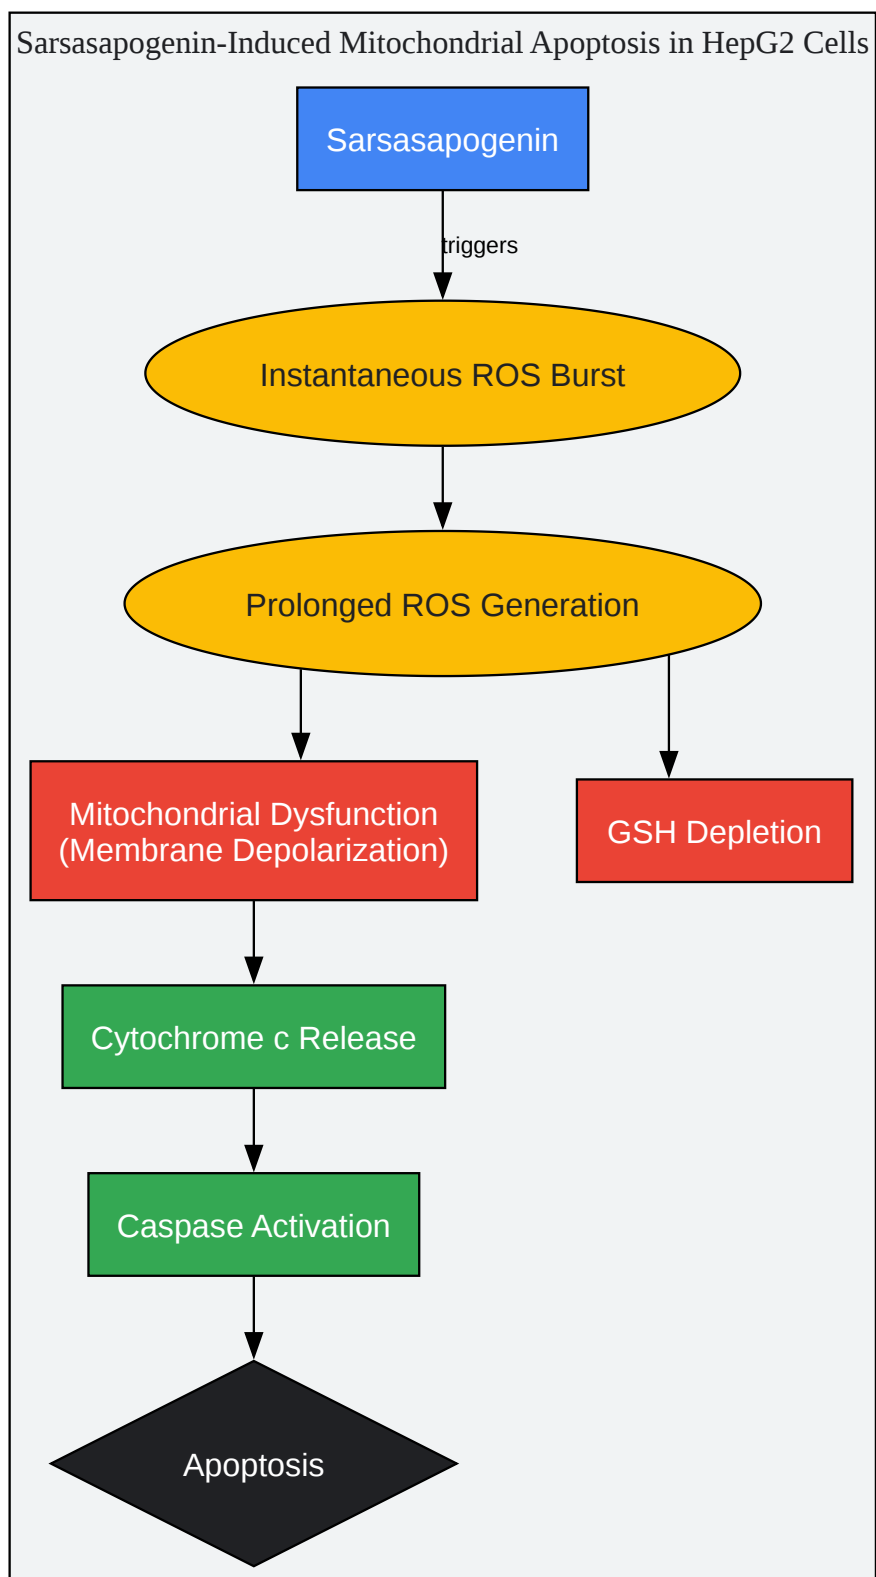 Sarsasapogenin-Induced Mitochondrial Apoptosis in HepG2 Cells
Sarsasapogenin
triggers
Instantaneous ROS Burst
Prolonged ROS Generation
Mitochondrial Dysfunction
(Membrane Depolarization)
GSH Depletion
Cytochrome c Release
Caspase Activation
Apoptosis